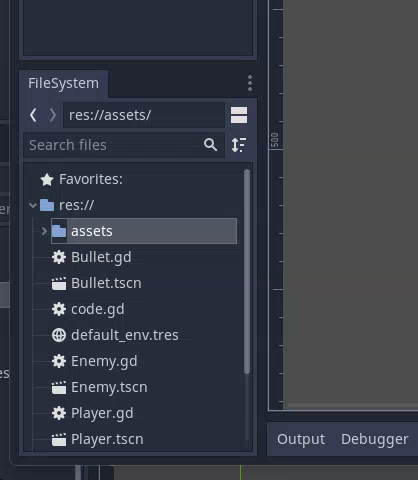 FileSystem
res://assets/
Search files
500
Favorites:
res://
assets
Bullet.gd
Bullet.tscn
code.gd
default_env.tres
Enemy.gd
Enemy.tscn
Player.gd
Player.tscn
Output Debugger